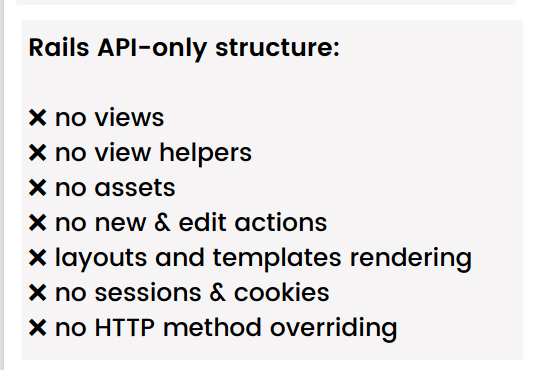 Rails API-only structure:
❌ no views
❌ no view helpers
❌ no assets
❌ no new & edit actions
❌ layouts and templates rendering
❌ no sessions & cookies
❌ no HTTP method overriding